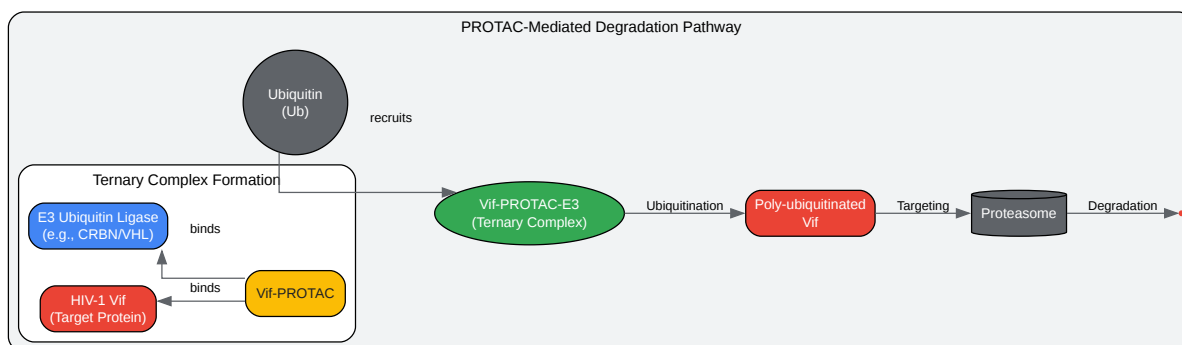 PROTAC-Mediated Degradation Pathway
Ubiquitin
(Ub)
recruits
Ternary Complex Formation
E3 Ubiquitin Ligase
(e.g., CRBN/VHL)
binds
HIV-1 Vif
(Target Protein)
binds
Vif-PROTAC
Vif-PROTAC-E3
(Ternary Complex)
Ubiquitination
Poly-ubiquitinated
Vif
Targeting
Proteasome
Degradation